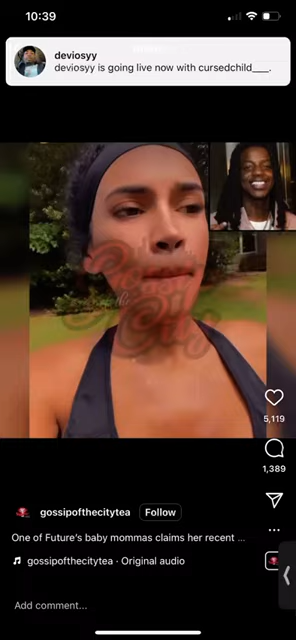 10:39
deviosyy
deviosyy is going live now with cursedchild___.
the
5,119
1,389
gossipofthecitytea Follow
One of Future's baby mommas claims her recent ...
gossipofthecitytea · Original audio
Add comment...